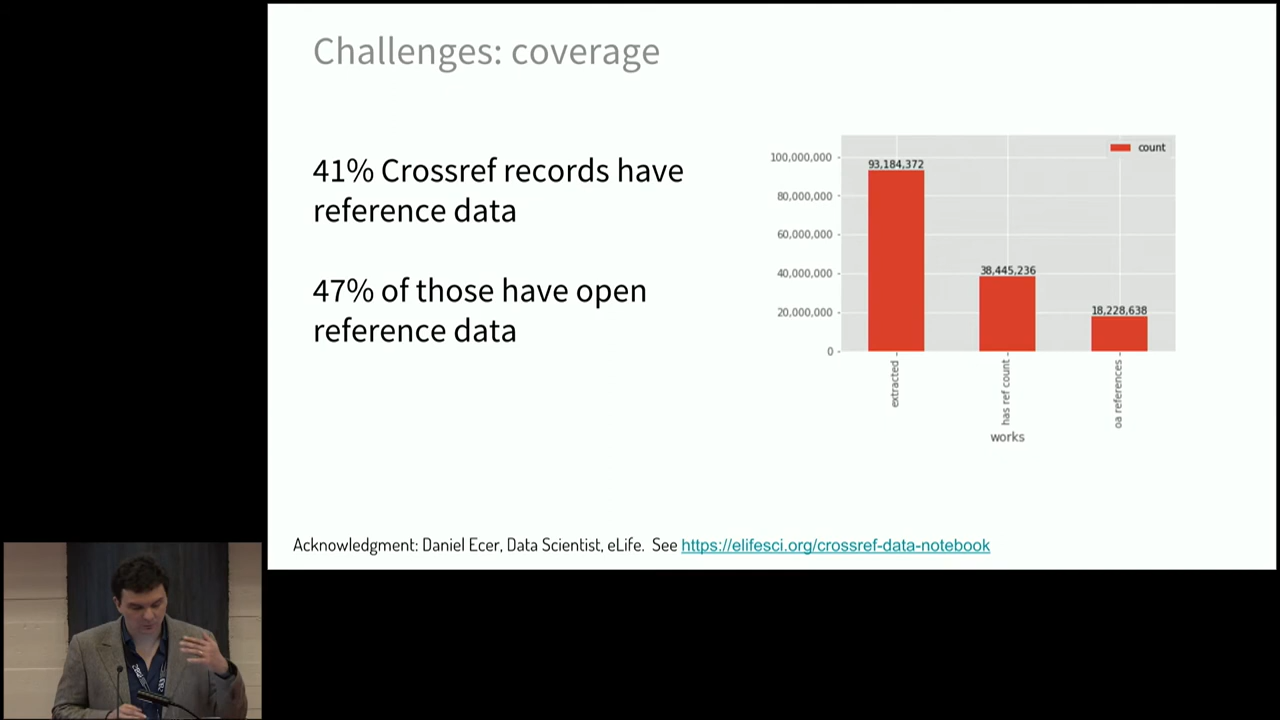 Challenges: coverage
41% Crossref records have
reference data
47% of those have open
reference data
count
100,000,000
80,000,000
60,000,000
40,000,000
20,000,000
0
93,184,372
38,445,236
18,228,638
extracted
has ref count
oa references
works
Acknowledgment: Daniel Ecer, Data Scientist, eLife. See https://elifesci.org/crossref-data-notebook